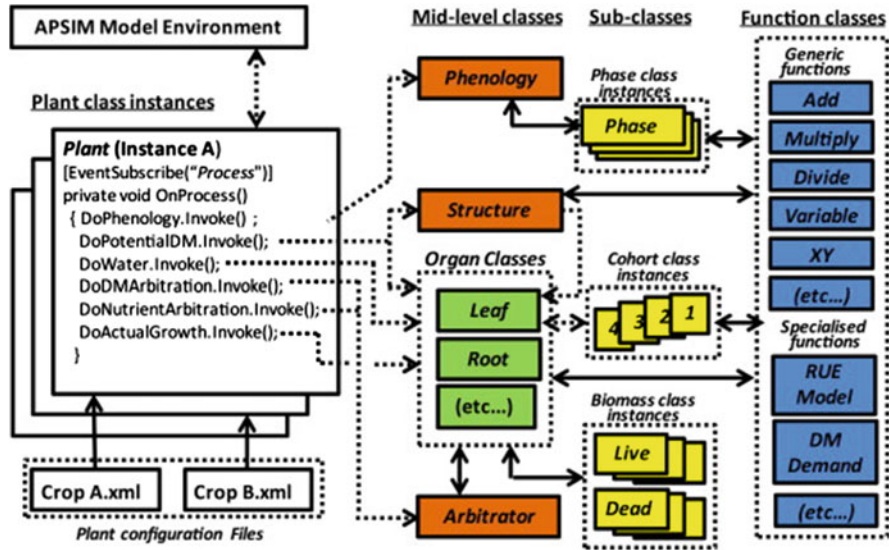 APSIM Model Environment
Plant class instances
Plant (Instance A)
[EventSubscribe("Process")]
private void OnProcess()
{ DoPhenology.Invoke() ;
DoPotentialDM.Invoke();
DoWater.Invoke();
DoDMArbitration.Invoke();
DoNutrientArbitration.Invoke();
DoActualGrowth.Invoke();
}
Crop A.xml
Crop B.xml
Plant configuration Files
Mid-level classes
Phenology
Structure
Organ Classes
Leaf
Root
(etc...)
Arbitrator
Sub-classes
Phase class
instances
Phase
Cohort class
instances
4 3 2 1
Biomass class
instances
Live
Dead
Function classes
Generic
functions
Add
Multiply
Divide
Variable
XY
(etc...)
Specialised
functions
RUE
Model
DM
Demand
(etc...)